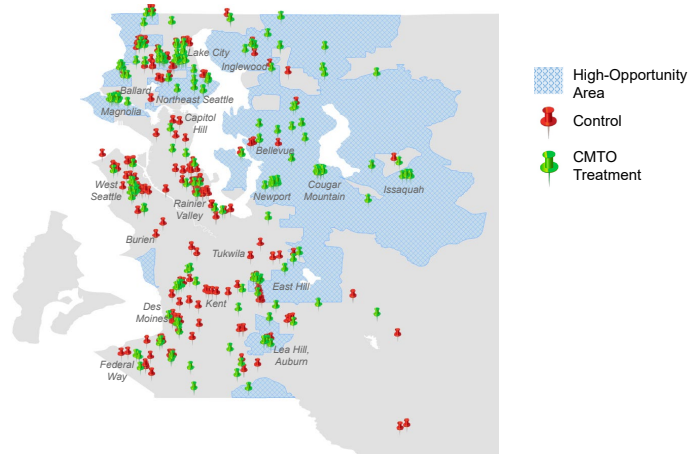 Lake City
Inglewood
Ballard
Northeast Seattle
Magnolia
Capitol
Hill
Bellevue
West
Seattle
Rainier
Valley
Newport
Cougar
Mountain
Issaquah
Burien
Tukwila
East Hill
Kent
Des
Moines
Lea Hill,
Auburn
Federal
Way
High-Opportunity
Area
Control
CMTO
Treatment